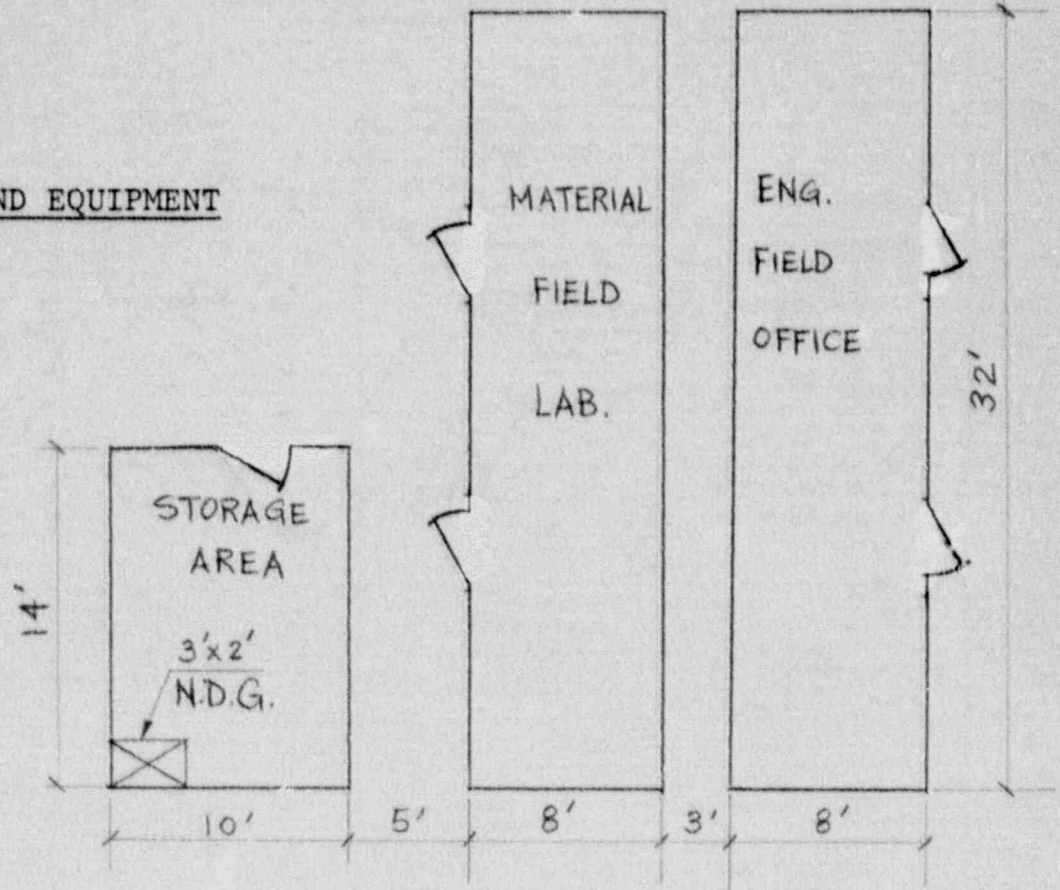 ND EQUIPMENT
MATERIAL
FIELD
LAB.
ENG.
FIELD
OFFICE
32'
STORAGE
AREA
14'
3'x2'
N.D.G.
10'
5'
8'
3'
8'